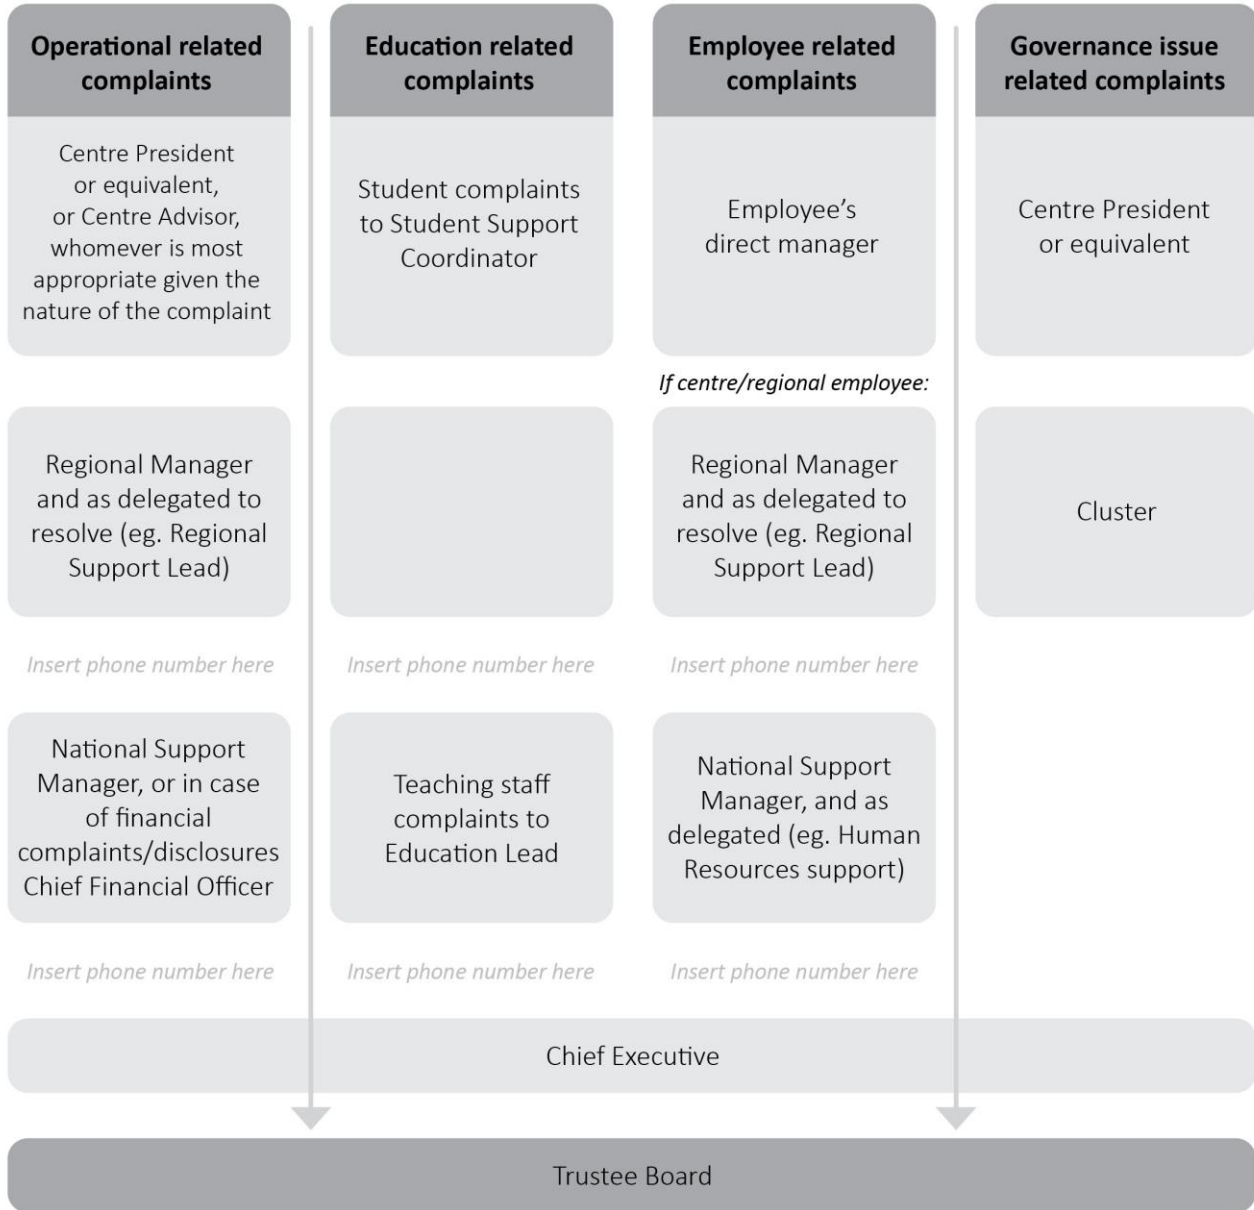 Operational related
complaints
Centre President
or equivalent,
or Centre Advisor,
whomever is most
appropriate given the
nature of the complaint
Regional Manager
and as delegated to
resolve (eg. Regional
Support Lead)
Insert phone number here
National Support
Manager, or in case
of financial
complaints/disclosures
Chief Financial Officer
Insert phone number here
Education related
complaints
Student complaints
to Student Support
Coordinator
Insert phone number here
Teaching staff
complaints to
Education Lead
Insert phone number here
Employee related
complaints
Employee’s
direct manager
If centre/regional employee:
Regional Manager
and as delegated to
resolve (eg. Regional
Support Lead)
Insert phone number here
National Support
Manager, and as
delegated (eg. Human
Resources support)
Insert phone number here
Governance issue
related complaints
Centre President
or equivalent
Cluster
Chief Executive
Trustee Board